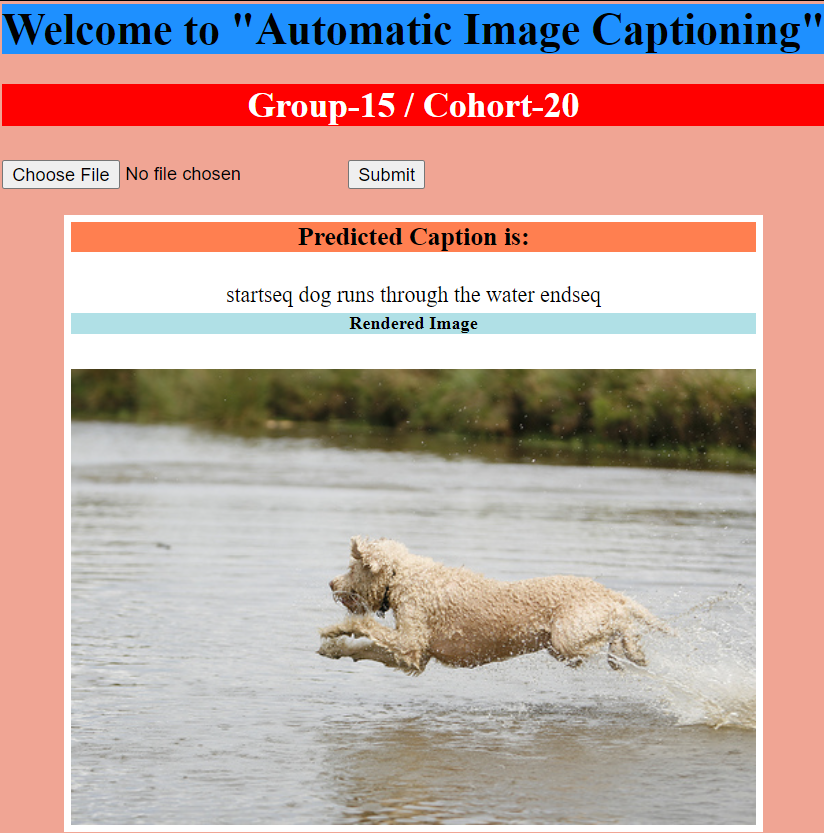 Welcome to "Automatic Image Captioning"
Group-15 / Cohort-20
Choose File No file chosen Submit
Predicted Caption is:
startseq dog runs through the water endseq
Rendered Image